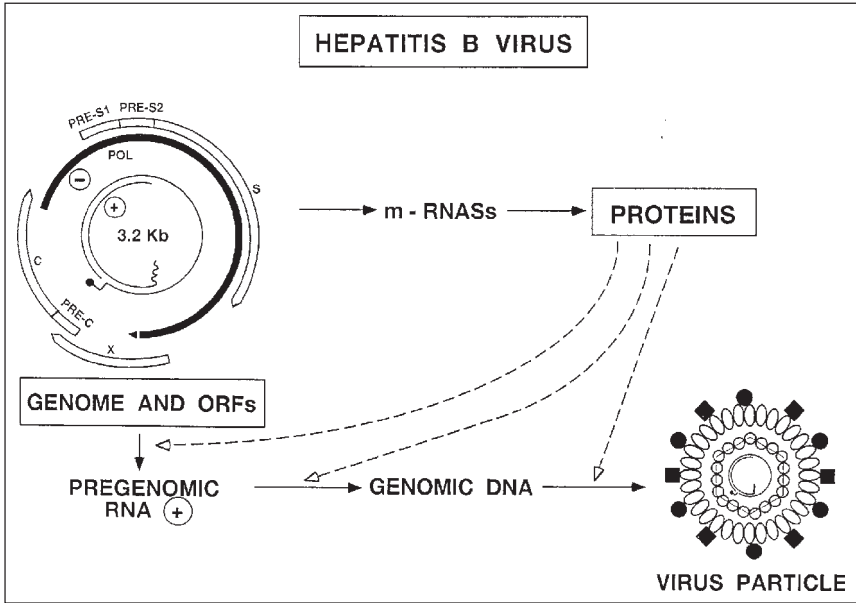 HEPATITIS B VIRUS
PRE-S1
PRE-S2
POL
S
−
+
3.2 Kb
C
PRE-C
X
m - RNASs
PROTEINS
GENOME AND ORFs
PREGENOMIC
RNA +
GENOMIC DNA
VIRUS PARTICLE